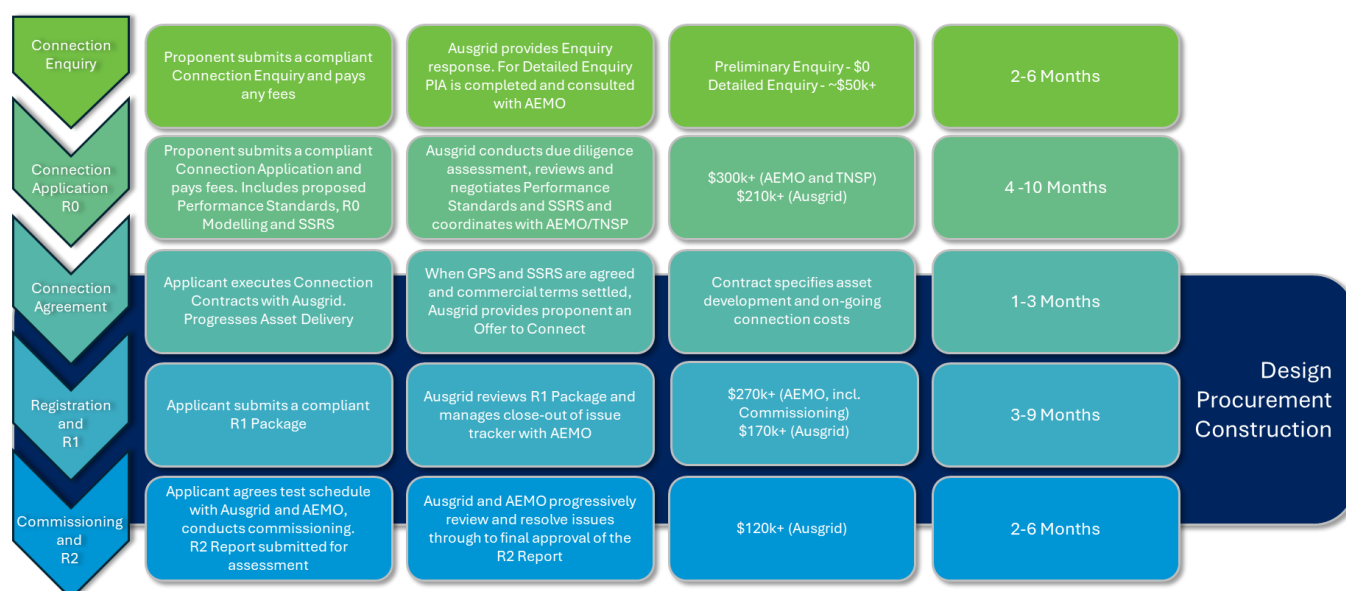 Connection
Enquiry
Proponent submits a compliant
Connection Enquiry and pays
any fees
Ausgrid provides Enquiry
response. For Detailed Enquiry
PIA is completed and consulted
with AEMO
Preliminary Enquiry - $0
Detailed Enquiry - ~$50k+
2-6 Months
Connection
Application
R0
Proponent submits a compliant
Connection Application and
pays fees. Includes proposed
Performance Standards, R0
Modelling and SSRS
Ausgrid conducts due diligence
assessment, reviews and
negotiates Performance
Standards and SSRS and
coordinates with AEMO/TNSP
$300k+ (AEMO and TNSP)
$210k+ (Ausgrid)
4 -10 Months
Connection
Agreement
Applicant executes Connection
Contracts with Ausgrid.
Progresses Asset Delivery
When GPS and SSRS are agreed
and commercial terms settled,
Ausgrid provides proponent an
Offer to Connect
Contract specifies asset
development and on-going
connection costs
1-3 Months
Registration
and
R1
Applicant submits a compliant
R1 Package
Ausgrid reviews R1 Package and
manages close-out of issue
tracker with AEMO
$270k+ (AEMO, incl.
Commissioning)
$170k+ (Ausgrid)
3-9 Months
Design
Procurement
Construction
Commissioning
and
R2
Applicant agrees test schedule
with Ausgrid and AEMO,
conducts commissioning.
R2 Report submitted for
assessment
Ausgrid and AEMO progressively
review and resolve issues
through to final approval of the
R2 Report
$120k+ (Ausgrid)
2-6 Months